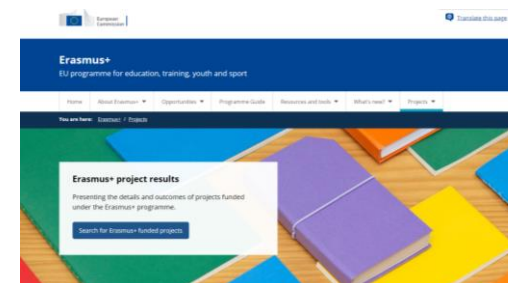 European
Commission
Translate this page
Erasmus+
EU programme for education, training, youth and sport
Home
About Erasmus+
Opportunities
Programme Guide
Resources and tools
What's new?
Projects
You are here: Erasmus+ / Projects
Erasmus+ project results
Presenting the details and outcomes of projects funded
under the Erasmus+ programme.
Search for Erasmus+ funded projects